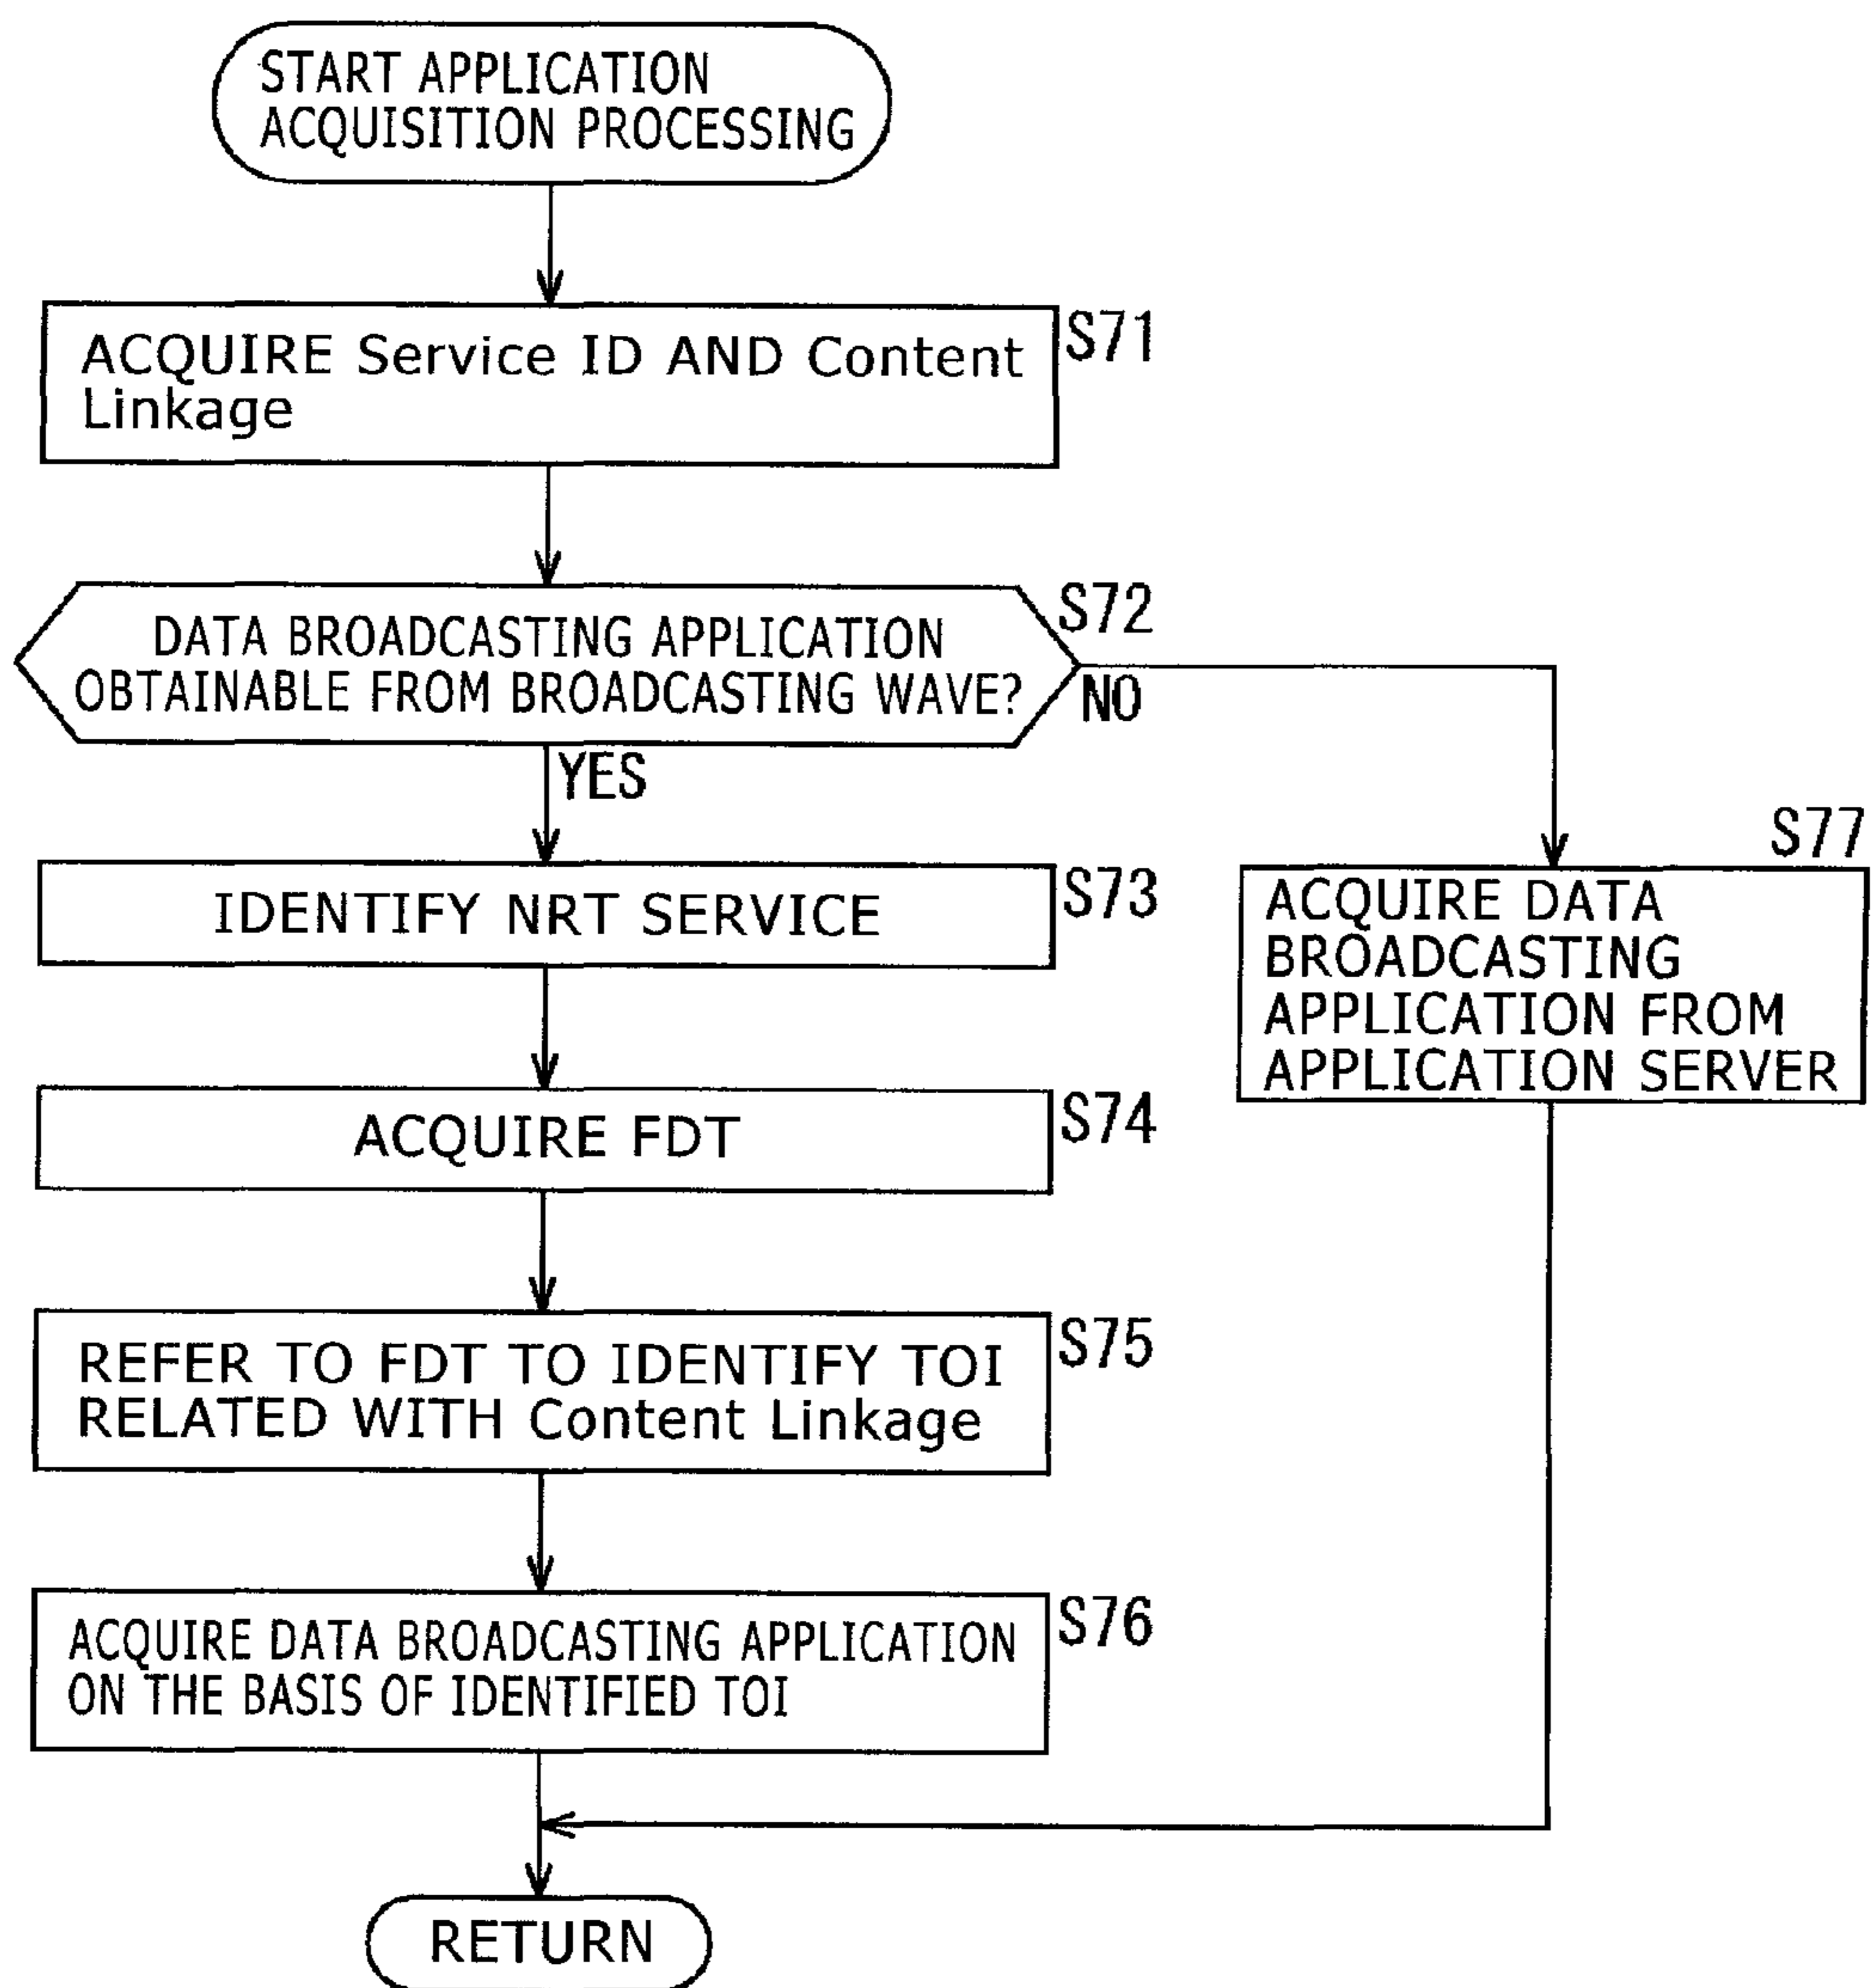 START APPLICATION
ACQUISITION PROCESSING
ACQUIRE Service ID AND Content
Linkage
S71
DATA BROADCASTING APPLICATION
OBTAINABLE FROM BROADCASTING WAVE?
S72
NO
YES
IDENTIFY NRT SERVICE
S73
S77
ACQUIRE DATA
BROADCASTING
APPLICATION FROM
APPLICATION SERVER
ACQUIRE FDT
S74
REFER TO FDT TO IDENTIFY TOI
RELATED WITH Content Linkage
S75
ACQUIRE DATA BROADCASTING APPLICATION
ON THE BASIS OF IDENTIFIED TOI
S76
RETURN